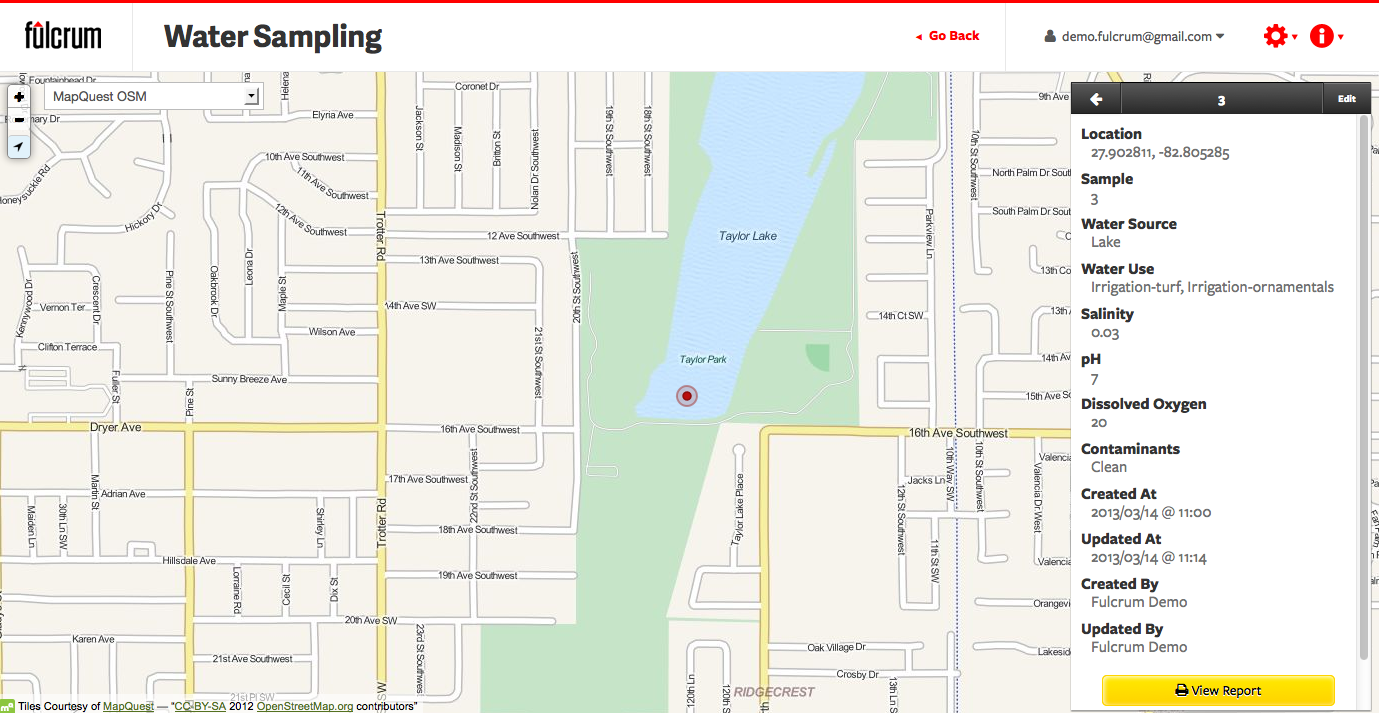 fulcrum
Water Sampling
Go Back
demo.fulcrum@gmail.com
MapQuest OSM
3
Edit
Location
27.902811, -82.805285
Sample
3
Water Source
Lake
Water Use
Irrigation-turf, Irrigation-ornamentals
Salinity
0.03
pH
7
Dissolved Oxygen
20
Contaminants
Clean
Created At
2013/03/14 @ 11:00
Updated At
2013/03/14 @ 11:14
Created By
Fulcrum Demo
Updated By
Fulcrum Demo
View Report
Fountainhead Dr
Coronet Dr
Elyria Ave
Jackson St
Madison St
Britton St
Nolan Dr Southwest
19th St Southwest
18th St Southwest
9th Ave
10th St Southwest
10th Ave Southwest
11th Ave Southwest
12th Ave Southwest
Hickory Dr
Trotter Rd
12 Ave Southwest
13th Ave Southwest
14th Ave SW
20th St Southwest
21st St Southwest
Taylor Lake
Taylor Park
Parkview Ln
North Palm Dr Sout
South Palm Dr Sout
13th Co
14th Ct SW
14th Av
15th Ave So
Pine St Southwest
Oakbrook Dr
Leona Dr
Maple St
Kennywood Dr
Crescent Dr
Vernon Ter
Wilson Ave
Clifton Terrace
Sunny Breeze Ave
Fuller St
Pine St
Dryer Ave
16th Ave Southwest
16th Ave Southwest
17th Ave Southwest
22nd St Southwest
18th Ave Southwest
19th Ave Southwest
20th Ave SW
23rd St Southwest
21st Ave Southwest
21st Pl SW
Martin St
Adrian Ave
Maiden Ln
30th Ln SW
Shirley Ln
Trotter Rd
Hillsdale Ave
Lorraine Rd
Cecil St
Dix St
Karen Ave
Taylor Lake Place
Jacks Ln
10th Way SW
10th St Southwest
12th St Southwest
11th St SW
Valencia Dr West
Valencia
Valencia
Orangevi
Lakesid
Oak Village Dr
Crosby Dr
13th Ln
120th Ln
12th St
RIDGECREST
Tiles Courtesy of MapQuest — "CC-BY-SA 2012 OpenStreetMap.org contributors"